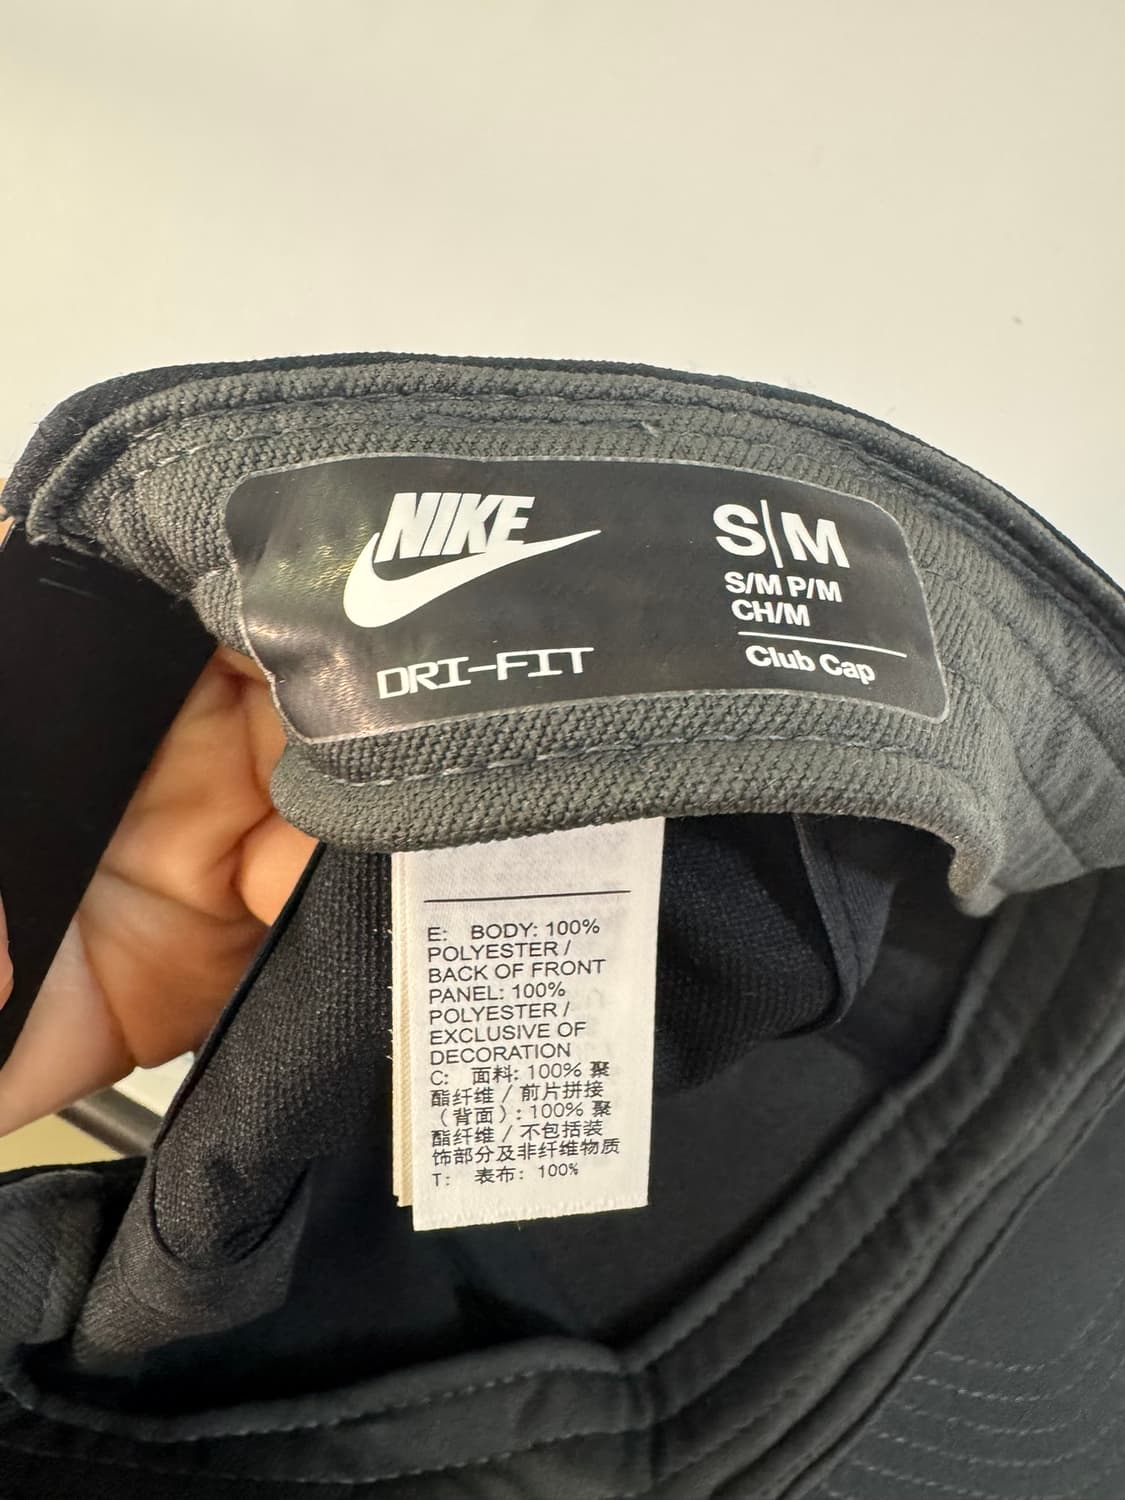 NIKE
DRI-FIT
S|M
S/M P/M
CH/M
Club Cap
E: BODY: 100%
POLYESTER /
BACK OF FRONT
PANEL: 100%
POLYESTER /
EXCLUSIVE OF
DECORATION
C: 面料: 100% 聚
酯纤维 / 前片拼接
（背面）: 100% 聚
酯纤维 / 不包括装
饰部分及非纤维物质
T: 表布: 100%